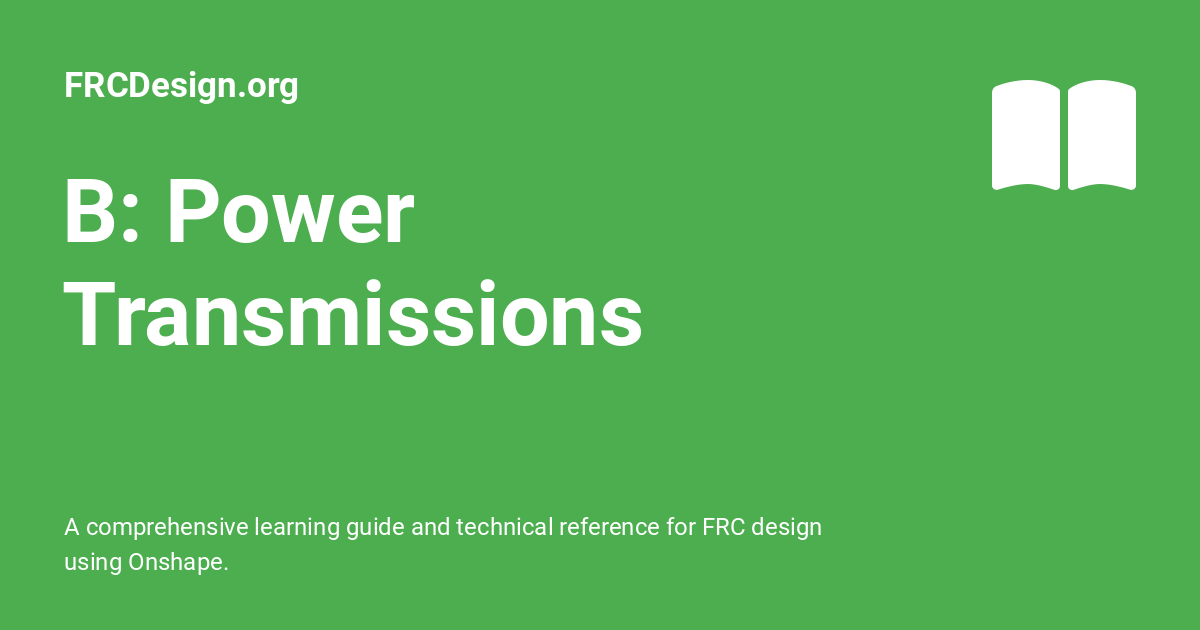 FRCDesign.org
B: Power
Transmissions
A comprehensive learning guide and technical reference for FRC design
using Onshape.